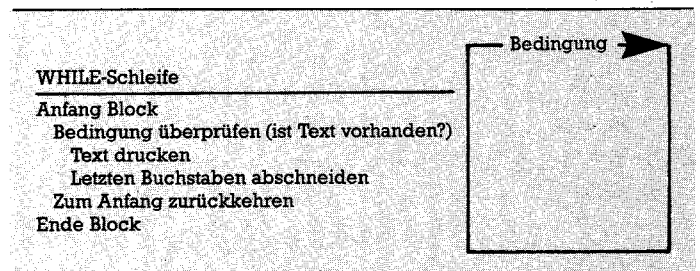 Bedingung
WHILE-Schleife
Anfang Block
Bedingung überprüfen (ist Text vorhanden?)
Text drucken
Letzten Buchstaben abschneiden
Zum Anfang zurückkehren
Ende Block